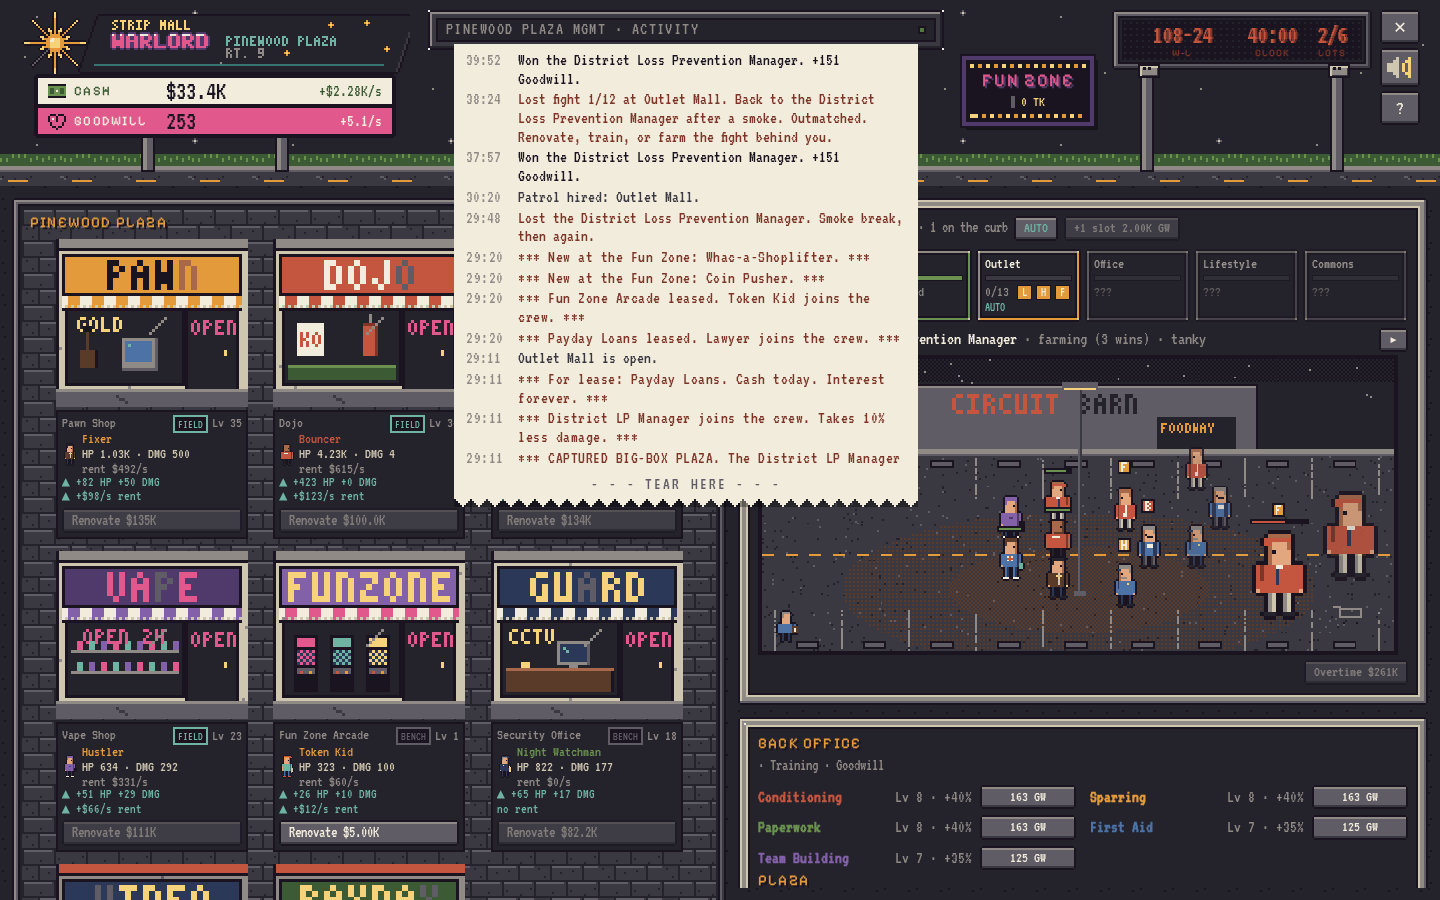 STRIP MALL
WARLORD
PINEWOOD PLAZA
RT. 9
CASH $33.4K +$2.28K/s
GOODWILL 253 +5.1/s
PINEWOOD PLAZA MGMT · ACTIVITY
39:52 Won the District Loss Prevention Manager. +151
Goodwill.
38:24 Lost fight 1/12 at Outlet Mall. Back to the District
Loss Prevention Manager after a smoke. Outmatched.
Renovate, train, or farm the fight behind you.
37:57 Won the District Loss Prevention Manager. +151
Goodwill.
30:20 Patrol hired: Outlet Mall.
29:48 Lost the District Loss Prevention Manager. Smoke break,
then again.
29:20 *** New at the Fun Zone: Whac-a-Shoplifter. ***
29:20 *** New at the Fun Zone: Coin Pusher. ***
29:20 *** Fun Zone Arcade leased. Token Kid joins the
crew. ***
29:20 *** Payday Loans leased. Lawyer joins the crew. ***
29:11 Outlet Mall is open.
29:11 *** For lease: Payday Loans. Cash today. Interest
forever. ***
29:11 *** District LP Manager joins the crew. Takes 10%
less damage. ***
29:11 *** CAPTURED BIG-BOX PLAZA. The District LP Manager
- - - TEAR HERE - - -
FUN ZONE
0 TK
108-24 40:00 2/6
W-L CLOCK LOTS
×
?
PINEWOOD PLAZA
PAWN
GOLD
OPEN
DOJO
KO
OPEN
Pawn Shop FIELD Lv 35
Fixer
HP 1.03K · DMG 500
rent $492/s
▲ +82 HP +50 DMG
▲ +$98/s rent
Renovate $135K
Dojo FIELD Lv 3
Bouncer
HP 4.23K · DMG 4
rent $615/s
▲ +423 HP +0 DMG
▲ +$123/s rent
Renovate $100.0K
Renovate $134K
VAPE
OPEN 24
OPEN
FUNZONE
OPEN
GUARD
CCTV
OPEN
Vape Shop FIELD Lv 23
Hustler
HP 634 · DMG 292
rent $331/s
▲ +51 HP +29 DMG
▲ +$66/s rent
Renovate $111K
Fun Zone Arcade BENCH Lv 1
Token Kid
HP 323 · DMG 100
rent $60/s
▲ +26 HP +10 DMG
▲ +$12/s rent
Renovate $5.00K
Security Office BENCH Lv 18
Night Watchman
HP 822 · DMG 177
rent $0/s
▲ +65 HP +17 DMG
no rent
Renovate $82.2K
VIDEO
PAYDAY
· 1 on the curb AUTO +1 slot 2.00K GW
d
Outlet
0/13 L H F
AUTO
Office
???
Lifestyle
???
Commons
???
ention Manager · farming (3 wins) · tanky
CIRCUIT BARN
FOODWAY
F
B
H
F
Overtime $261K
BACK OFFICE
· Training · Goodwill
Conditioning Lv 8 · +40% 163 GW
Sparring Lv 8 · +40% 163 GW
Paperwork Lv 8 · +40% 163 GW
First Aid Lv 7 · +35% 125 GW
Team Building Lv 7 · +35% 125 GW
PLAZA